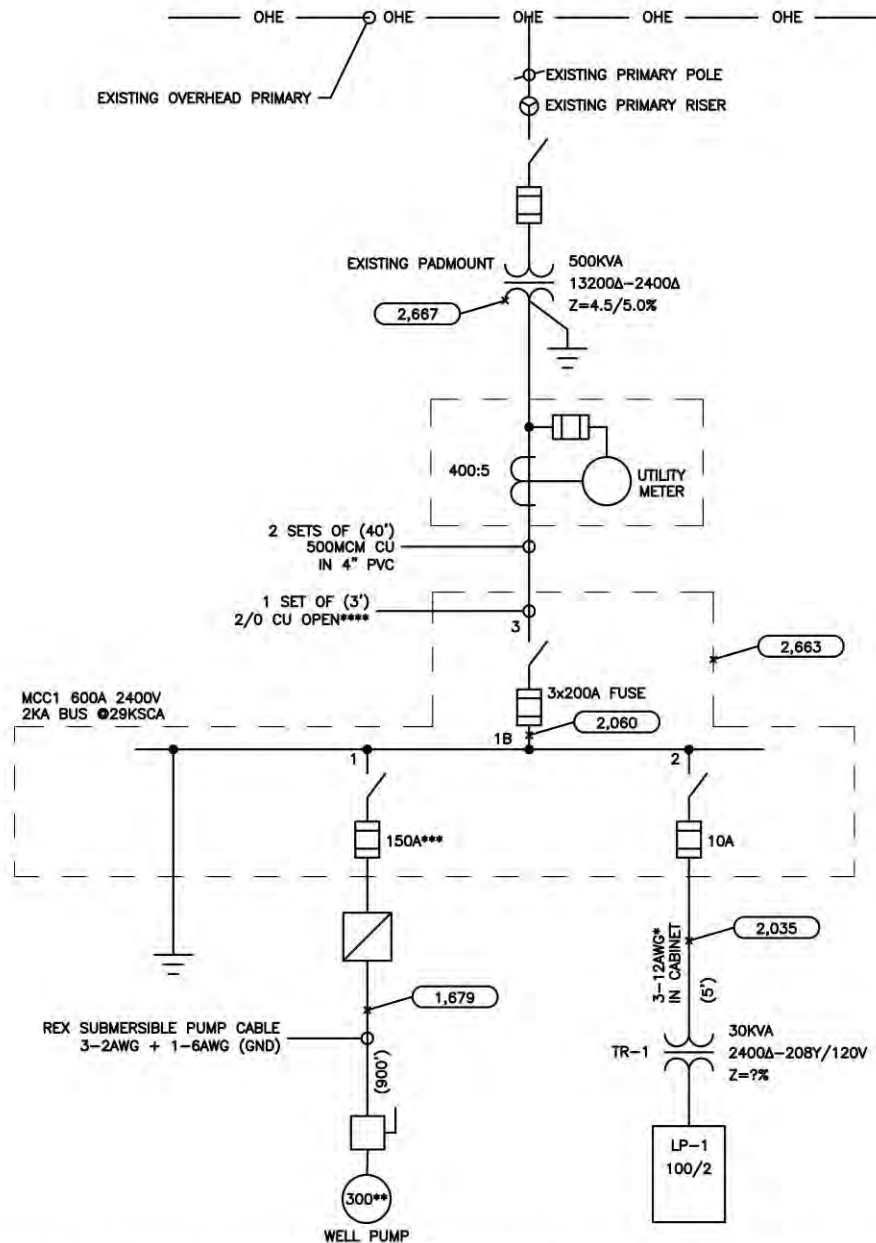 OHE OHE OHE OHE OHE
EXISTING PRIMARY POLE
EXISTING OVERHEAD PRIMARY
EXISTING PRIMARY RISER
EXISTING PADMOUNT
500KVA
13200Δ-2400Δ
Z=4.5/5.0%
2,667
400:5
UTILITY
METER
2 SETS OF (40')
500MCM CU
IN 4" PVC
1 SET OF (3')
2/0 CU OPEN****
3
2,663
MCC1 600A 2400V
2KA BUS @29KSCA
3x200A FUSE
2,060
1B
1
2
150A***
10A
3-12AWG*
IN CABINET
(5')
2,035
1,679
REX SUBMERSIBLE PUMP CABLE
3-2AWG + 1-6AWG (GND)
(900')
TR-1
30KVA
2400Δ-208Y/120V
Z=?%
LP-1
100/2
300**
WELL PUMP